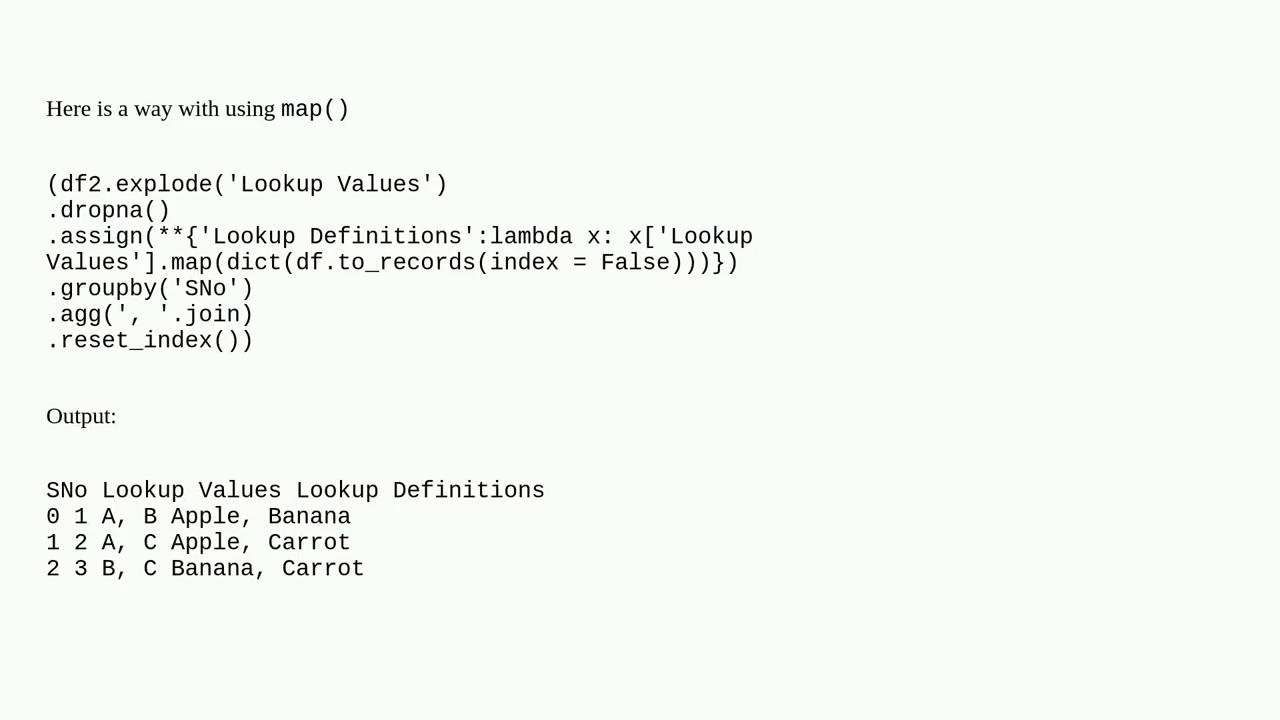 Here is a way with using map()
(df2.explode('Lookup Values')
.dropna()
.assign(**{'Lookup Definitions':lambda x: x['Lookup
Values'].map(dict(df.to_records(index = False)))})
.groupby('SNo')
.agg(', '.join)
.reset_index())
Output:
SNo Lookup Values Lookup Definitions
0 1 A, B Apple, Banana
1 2 A, C Apple, Carrot
2 3 B, C Banana, Carrot